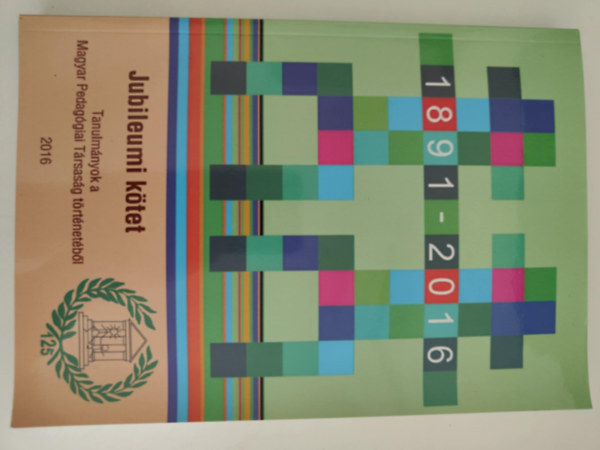 1891-2016
Jubileumi kötet
Tanulmányok a
Magyar Pedagógiai Társaság történetéből
2016
125